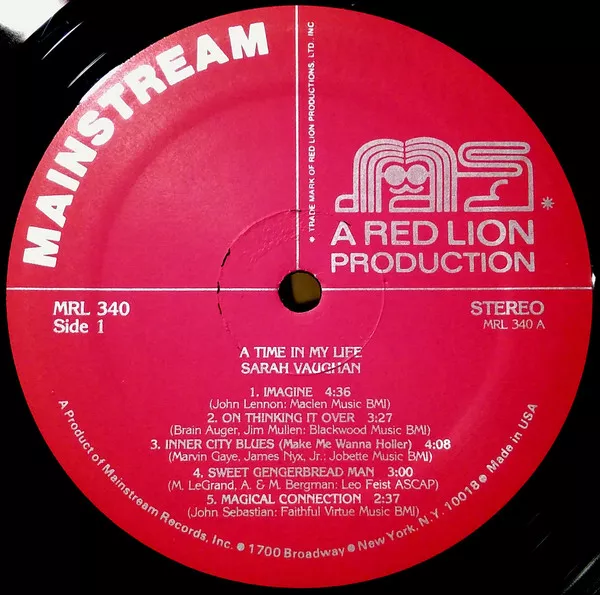 MAINSTREAM
* TRADE MARK OF RED LION PRODUCTIONS, LTD., INC
*
A RED LION
PRODUCTION
MRL 340
Side 1
STEREO
MRL 340 A
A TIME IN MY LIFE
SARAH VAUGHAN
1. IMAGINE 4:36
(John Lennon: Maclen Music BMI)
2. ON THINKING IT OVER 3:27
(Brain Auger, Jim Mullen: Blackwood Music BMI)
3. INNER CITY BLUES (Make Me Wanna Holler) 4:08
(Marvin Gaye, James Nyx, Jr.: Jobette Music BMI)
4. SWEET GENGERBREAD MAN 3:00
(M. LeGrand, A. & M. Bergman: Leo Feist ASCAP)
5. MAGICAL CONNECTION 2:37
(John Sebastian: Faithful Virtue Music BMI)
A Product of Mainstream Records, Inc. ● 1700 Broadway ● New York, N.Y. 10018 ● Made in USA